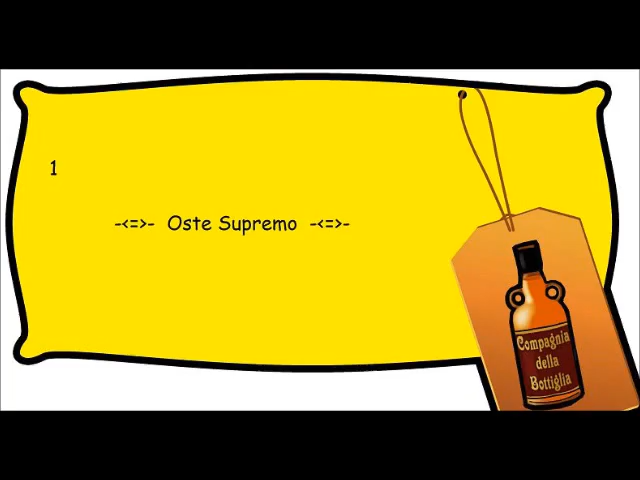 1
-<=>- Oste Supremo -<=>-
Compagnia
della
Bottiglia